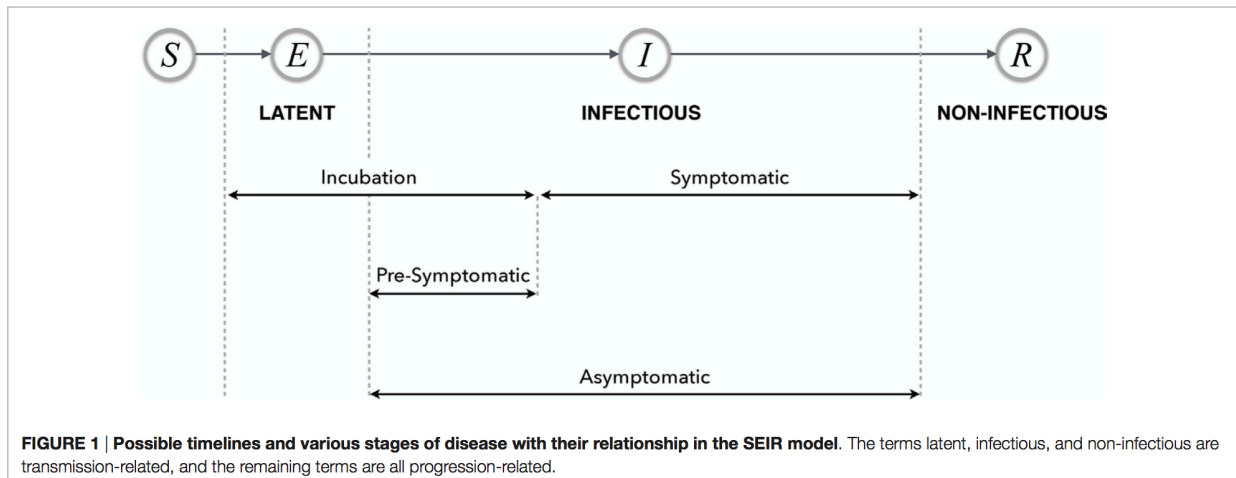 S E I R
LATENT INFECTIOUS NON-INFECTIOUS
Incubation Symptomatic
Pre-Symptomatic
Asymptomatic
FIGURE 1 | Possible timelines and various stages of disease with their relationship in the SEIR model. The terms latent, infectious, and non-infectious are
transmission-related, and the remaining terms are all progression-related.